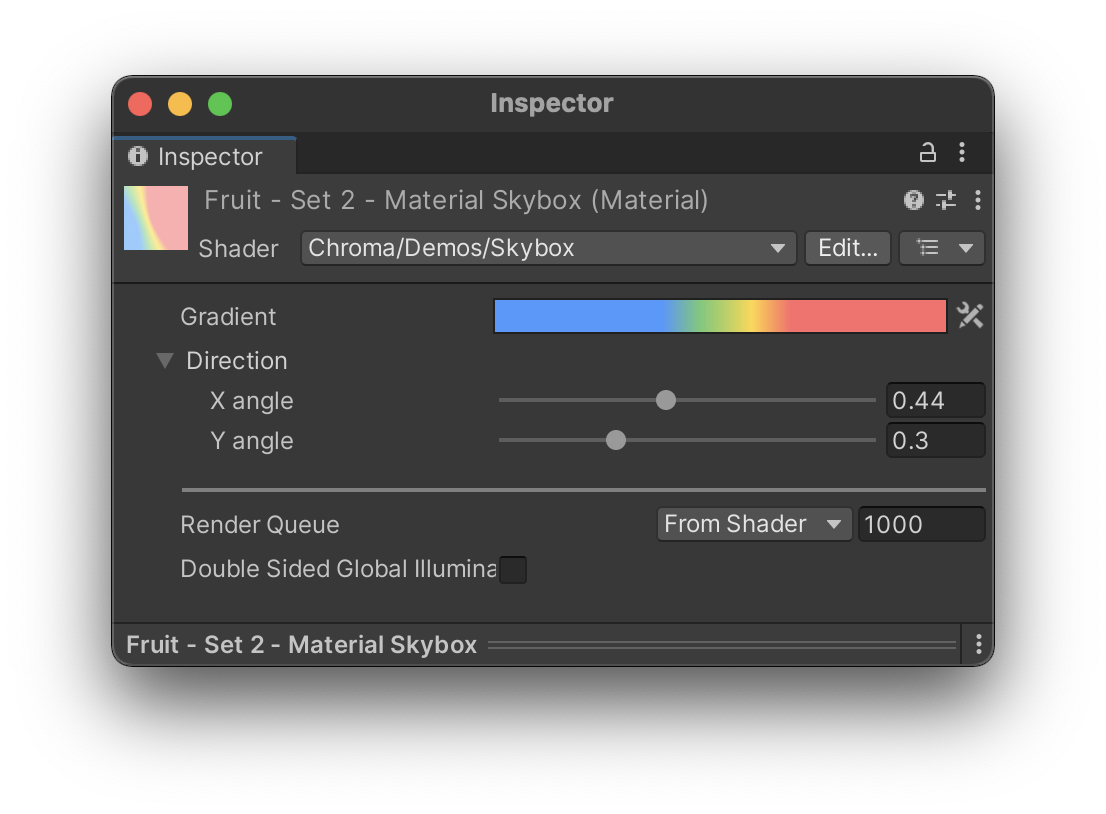 Inspector
Inspector
Fruit - Set 2 - Material Skybox (Material)
Shader Chroma/Demos/Skybox Edit...
Gradient
Direction
X angle 0.44
Y angle 0.3
Render Queue From Shader 1000
Double Sided Global Illumina
Fruit - Set 2 - Material Skybox